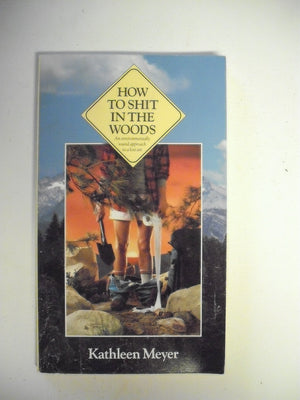 HOW
TO SHIT
IN THE
WOODS
An environmentally
sound approach
to a lost art
Kathleen Meyer